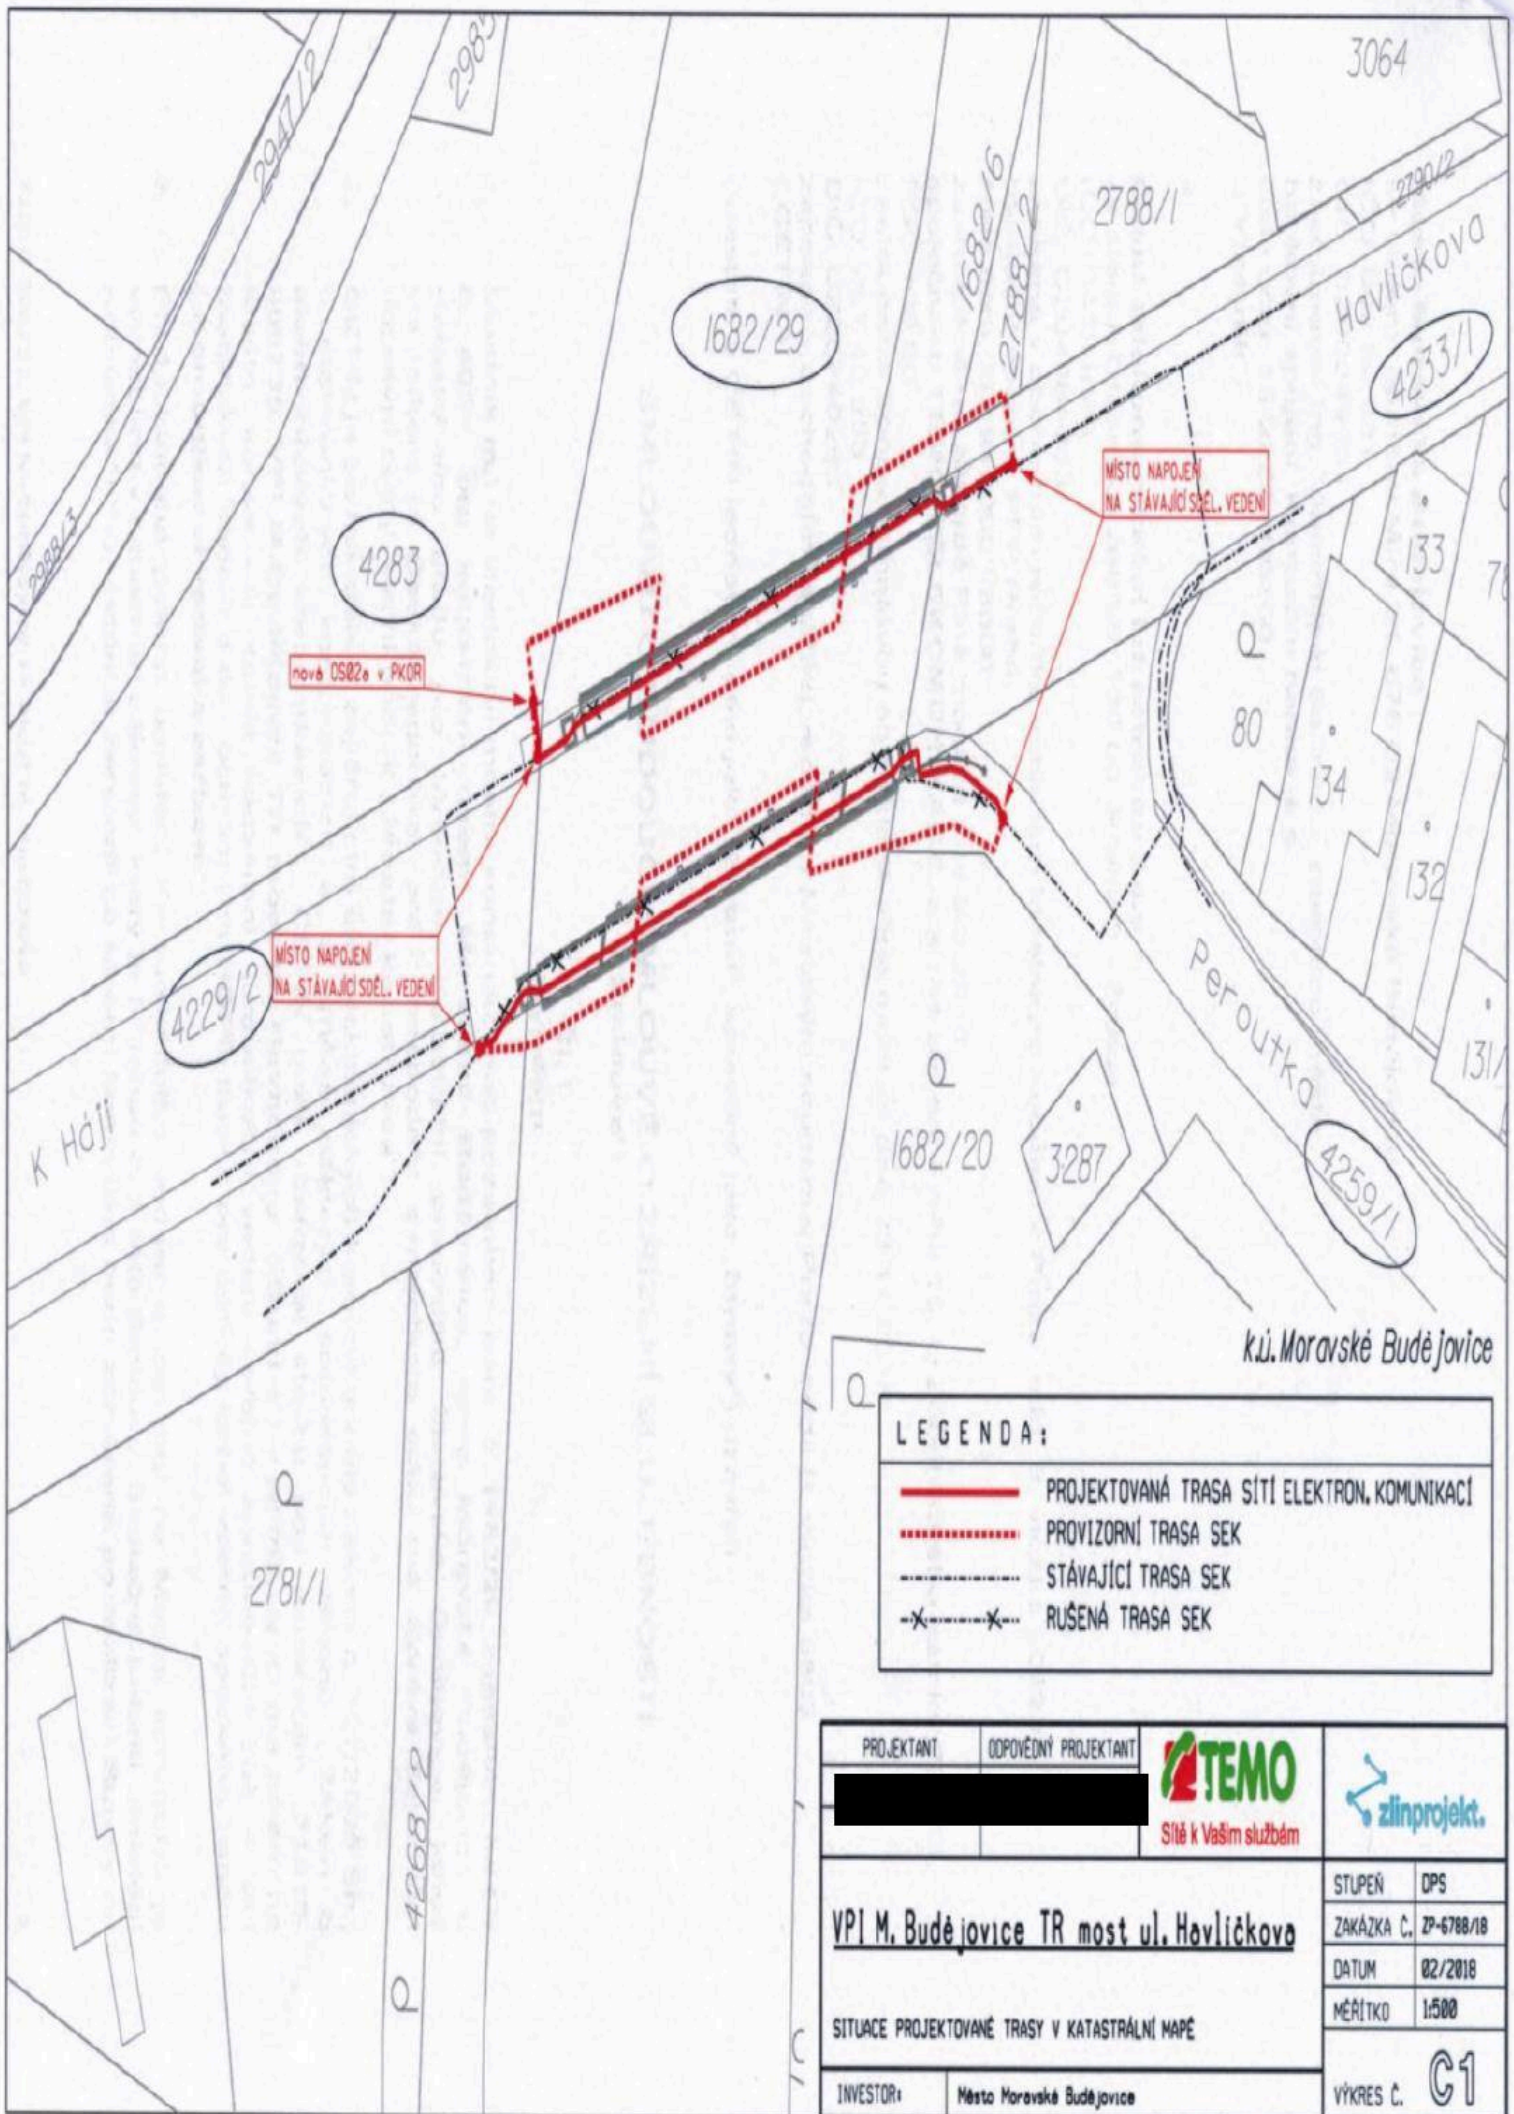 2985
3064
2947/2
2790/2
1682/16
2788/1
2788/2
Havlíčkova
1682/29
4233/1
MÍSTO NAPOJENÍ
NA STÁVAJÍCÍ SDĚL. VEDENÍ
4283
2988/3
133
80
134
132
131/
MÍSTO NAPOJENÍ
NA STÁVAJÍCÍ SDĚL. VEDENÍ
4229/2
K Háji
Peroutka
1682/20
3287
4259/1
k.ú. Moravské Budějovice
LEGENDA:
PROJEKTOVANÁ TRASA SÍTÍ ELEKTRON. KOMUNIKACÍ
PROVIZORNÍ TRASA SEK
STÁVAJÍCÍ TRASA SEK
RUŠENÁ TRASA SEK
2781/1
4268/2
PROJEKTANT
ODPOVĚDNÝ PROJEKTANT
TEMO
Sítě k Vašim službám
zlínprojekt.
VPI M. Budějovice TR most ul. Havlíčkova
SITUACE PROJEKTOVANÉ TRASY V KATASTRÁLNÍ MAPĚ
STUPEŇ DPS
ZAKÁZKA Č. ZP-6788/18
DATUM 02/2018
MĚŘÍTKO 1:500
VÝKRES Č. C1
INVESTOR: Město Moravské Budějovice